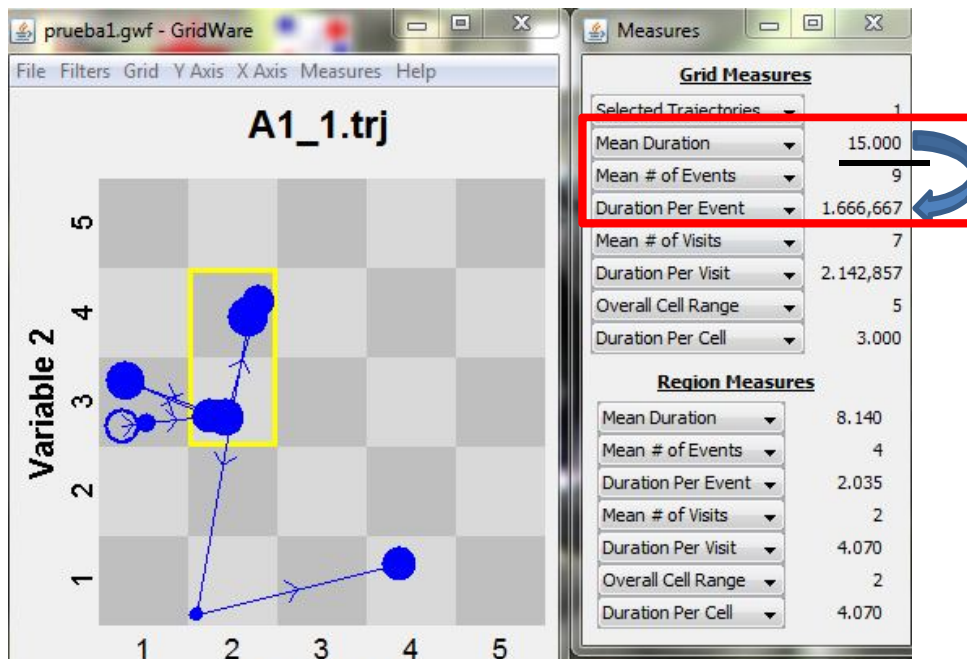 prueba1.gwf - GridWare
File Filters Grid Y Axis X Axis Measures Help
A1_1.trj
Variable 2
5
4
3
2
1
1 2 3 4 5
Measures
Grid Measures
Selected Trajectories 1
Mean Duration 15.000
Mean # of Events 9
Duration Per Event 1.666,667
Mean # of Visits 7
Duration Per Visit 2.142,857
Overall Cell Range 5
Duration Per Cell 3.000
Region Measures
Mean Duration 8.140
Mean # of Events 4
Duration Per Event 2.035
Mean # of Visits 2
Duration Per Visit 4.070
Overall Cell Range 2
Duration Per Cell 4.070